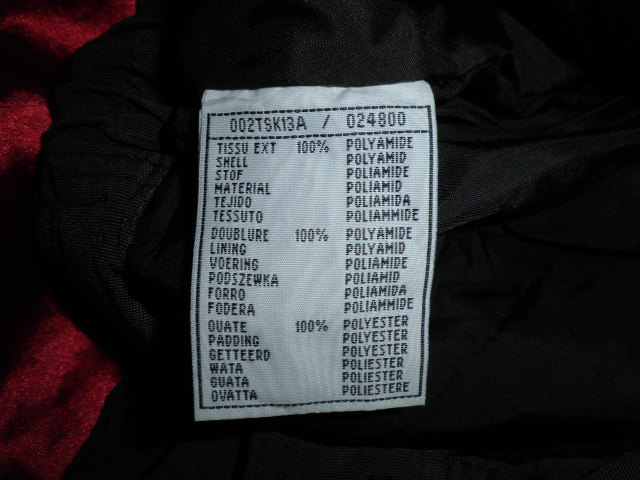 002TSK13A / 024800
TISSU EXT 100% POLYAMIDE
SHELL POLYAMID
STOF POLIAMIDE
MATERIAL POLIAMID
TEJIDO POLIAMIDA
TESSUTO POLIAMMIDE
DOUBLURE 100% POLYAMIDE
LINING POLYAMID
VOERING POLIAMIDE
PODSZEWKA POLIAMID
FORRO POLIAMIDA
FODERA POLIAMMIDE
OUATE 100% POLYESTER
PADDING POLYESTER
GETTEERD POLYESTER
WATA POLIESTER
GUATA POLIESTER
OVATTA POLIESTERE